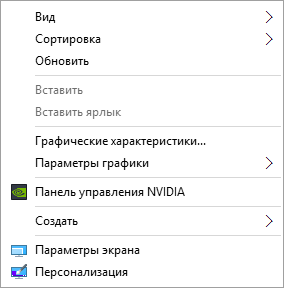 Вид
Сортировка
Обновить
Вставить
Вставить ярлык
Графические характеристики...
Параметры графики
Панель управления NVIDIA
Создать
Параметры экрана
Персонализация